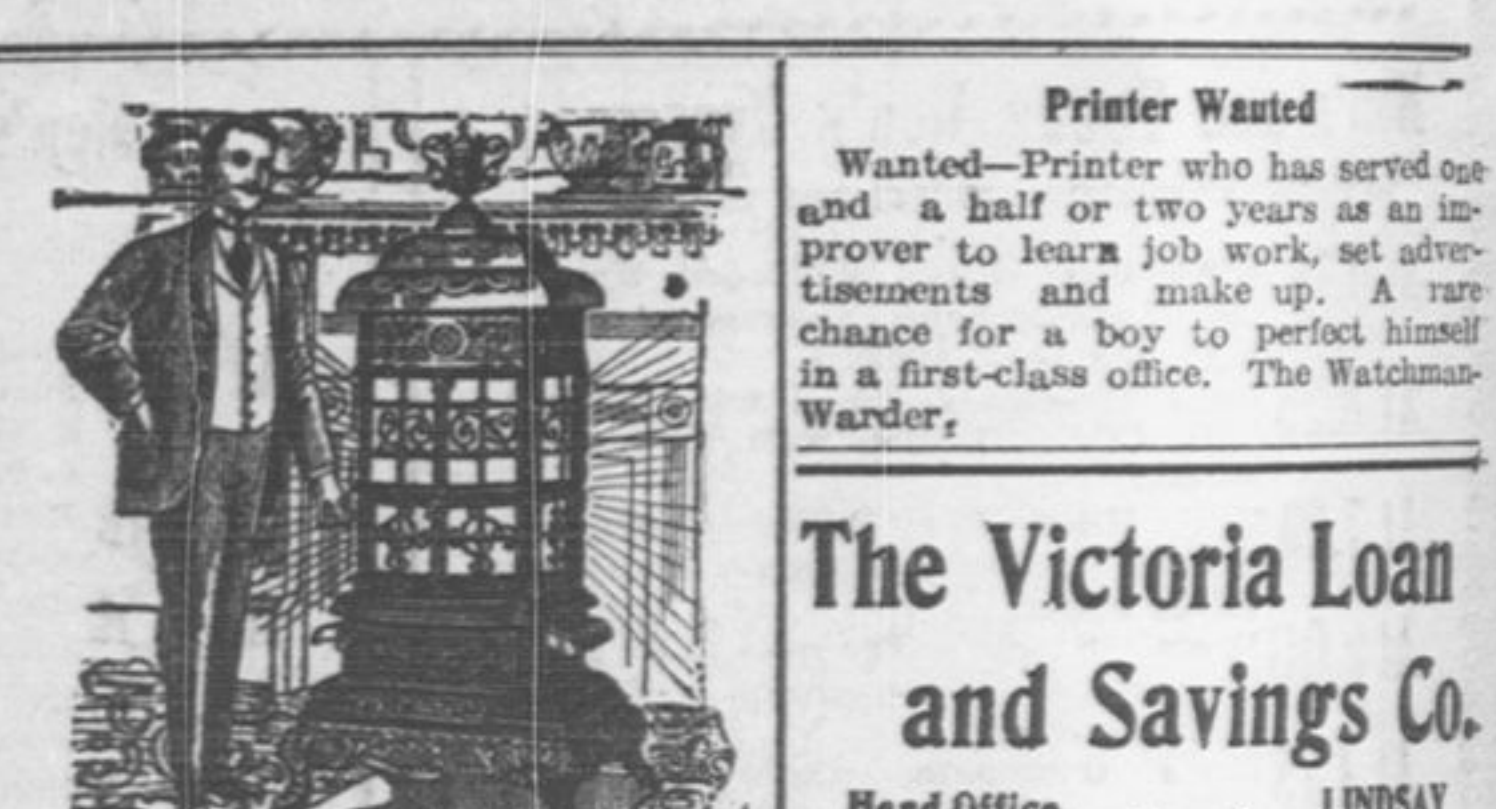 Printer Wanted
Wanted—Printer who has served one
and a half or two years as an im-
prover to learn job work, set adver-
tisements and make up. A rare
chance for a boy to perfect himself
in a first-class office. The Watchman-
Warder.
The Victoria Loan
and Savings Co.
Head Office LINDSAY